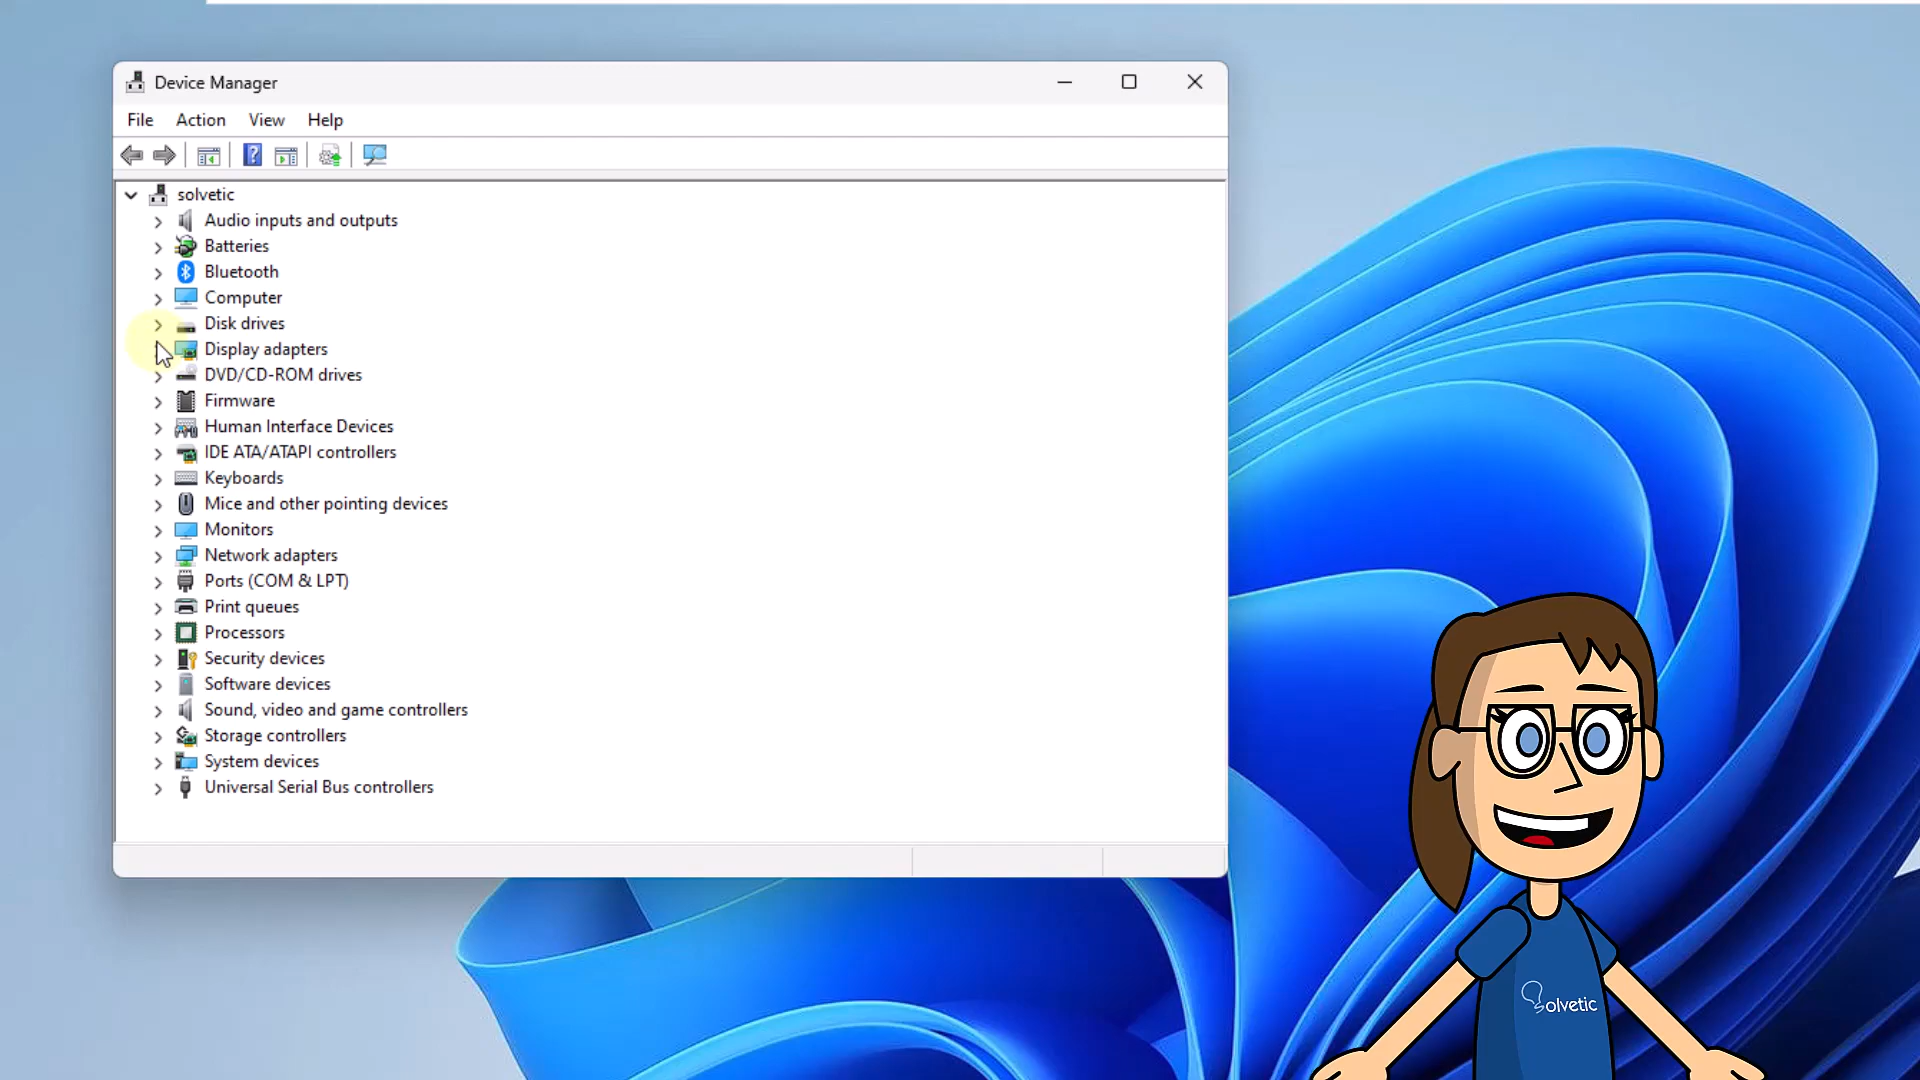 Device Manager
File Action View Help
solvetic
Audio inputs and outputs
Batteries
Bluetooth
Computer
Disk drives
Display adapters
DVD/CD-ROM drives
Firmware
Human Interface Devices
IDE ATA/ATAPI controllers
Keyboards
Mice and other pointing devices
Monitors
Network adapters
Ports (COM & LPT)
Print queues
Processors
Security devices
Software devices
Sound, video and game controllers
Storage controllers
System devices
Universal Serial Bus controllers
Solvetic